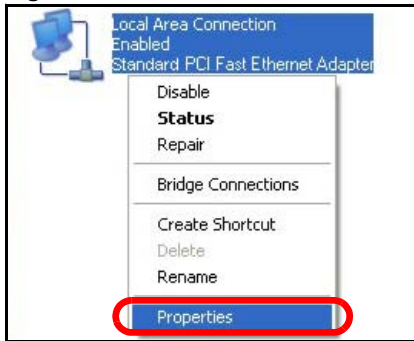 Local Area Connection
Enabled
Standard PCI Fast Ethernet Adapter
Disable
Status
Repair
Bridge Connections
Create Shortcut
Delete
Rename
Properties